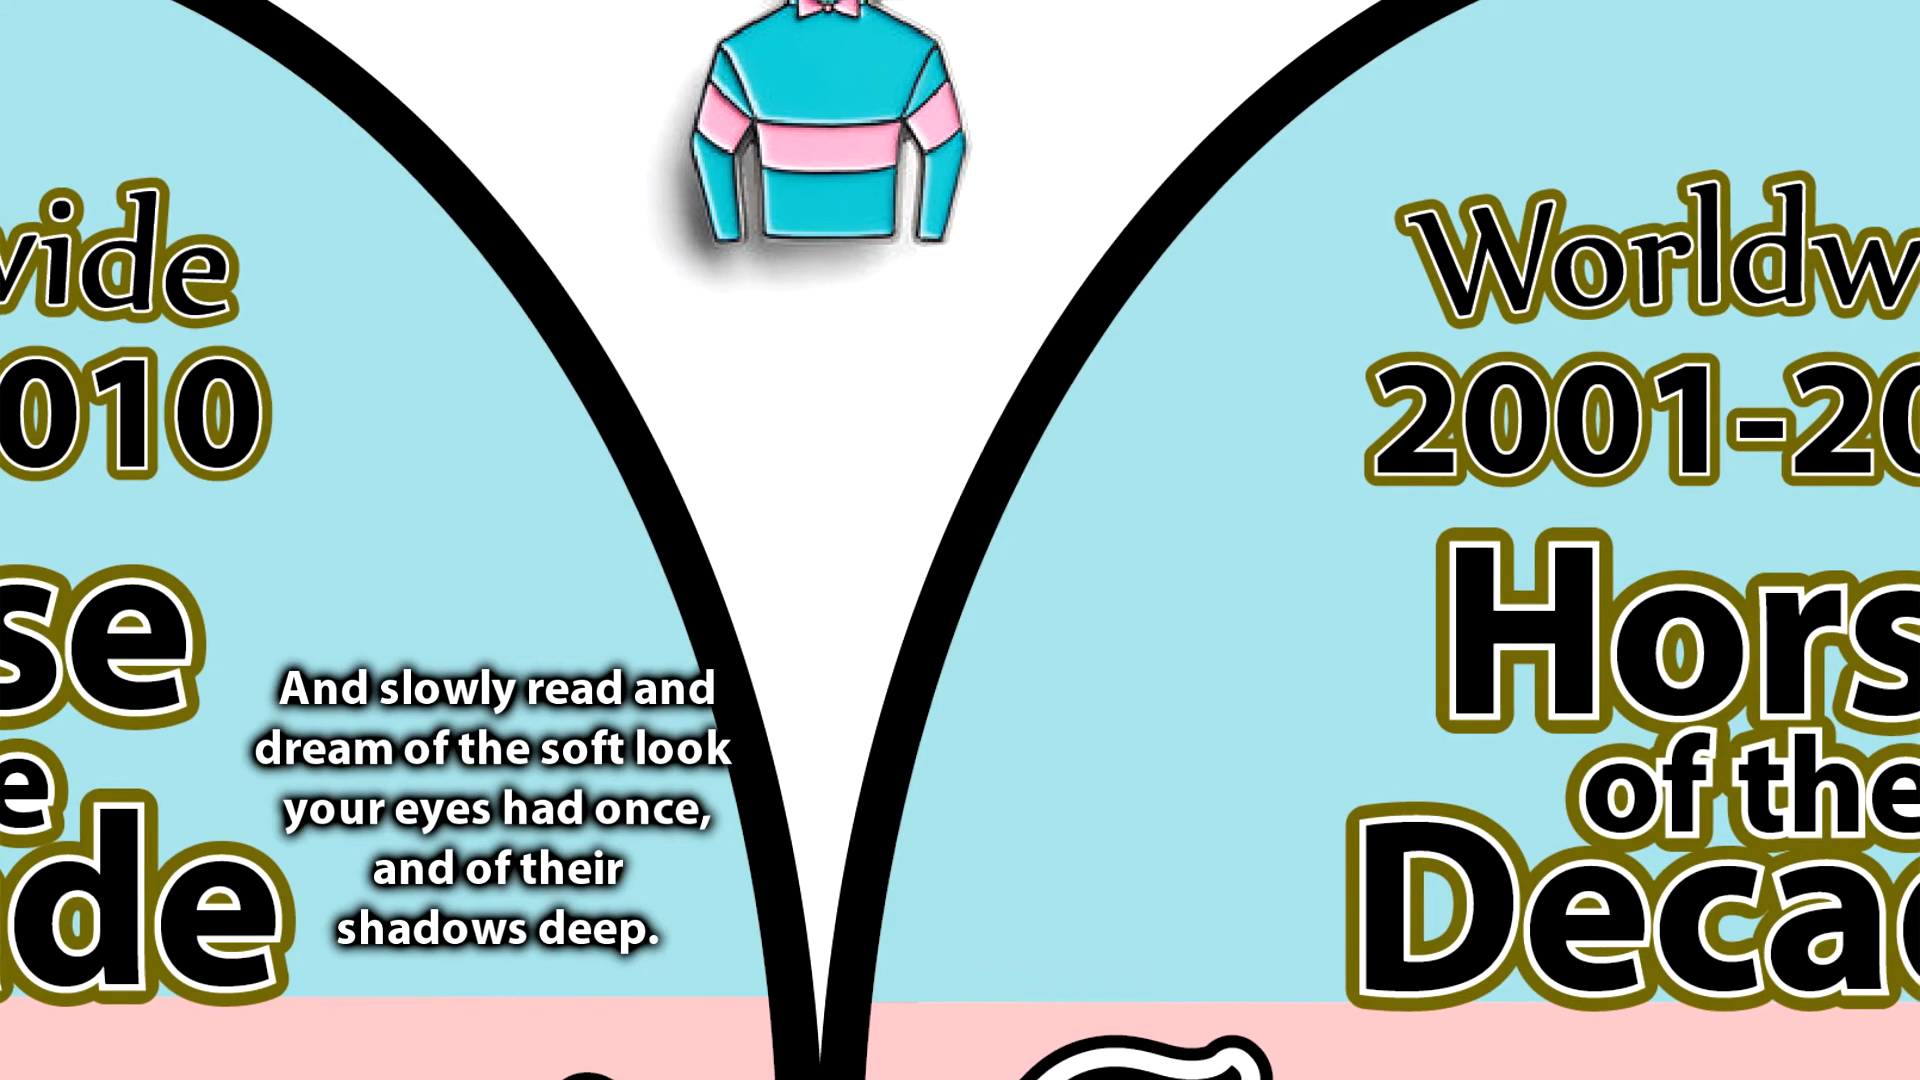 vide
010
se
e
de
And slowly read and
dream of the soft look
your eyes had once,
and of their
shadows deep.
Worldw
2001-20
Hors
of the
Deca